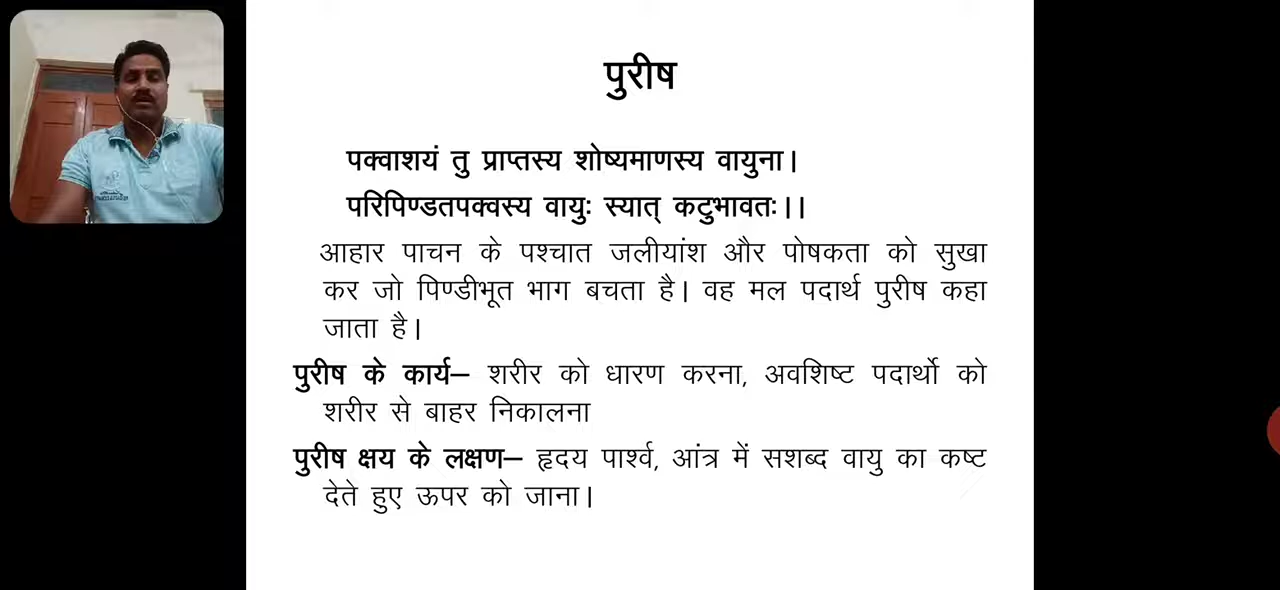 पुरीष
पक्वाशयं तु प्राप्तस्य शोष्यमाणस्य वायुना।
परिपिण्डतपक्वस्य वायुः स्यात् कटुभावतः।।
आहार पाचन के पश्चात जलीयांश और पोषकता को सुखा
कर जो पिण्डीभूत भाग बचता है। वह मल पदार्थ पुरीष कहा
जाता है।
पुरीष के कार्य– शरीर को धारण करना, अवशिष्ट पदार्थो को
शरीर से बाहर निकालना
पुरीष क्षय के लक्षण– हृदय पार्श्व, आंत्र में सशब्द वायु का कष्ट
देते हुए ऊपर को जाना।